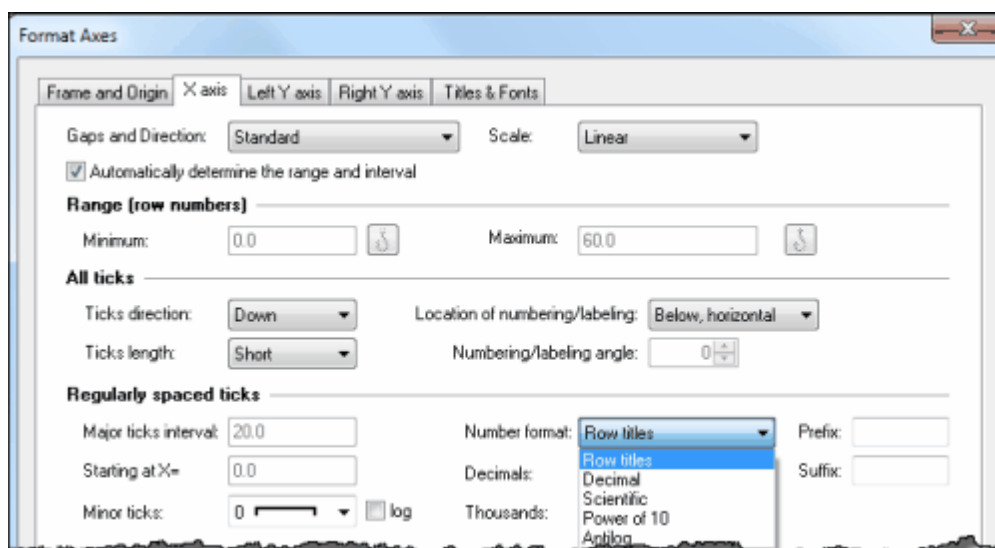 Format Axes
Frame and Origin X axis Left Y axis Right Y axis Titles & Fonts
Gaps and Direction: Standard Scale: Linear
Automatically determine the range and interval
Range (row numbers)
Minimum: 0.0 Maximum: 60.0
All ticks
Ticks direction: Down Location of numbering/labeling: Below, horizontal
Ticks length: Short Numbering/labeling angle: 0
Regularly spaced ticks
Major ticks interval: 20.0 Number format: Row titles Prefix:
Row titles
Starting at X= 0.0 Decimals: Decimal Suffix:
Scientific
Minor ticks: 0 log Thousands: Power of 10
Antilog